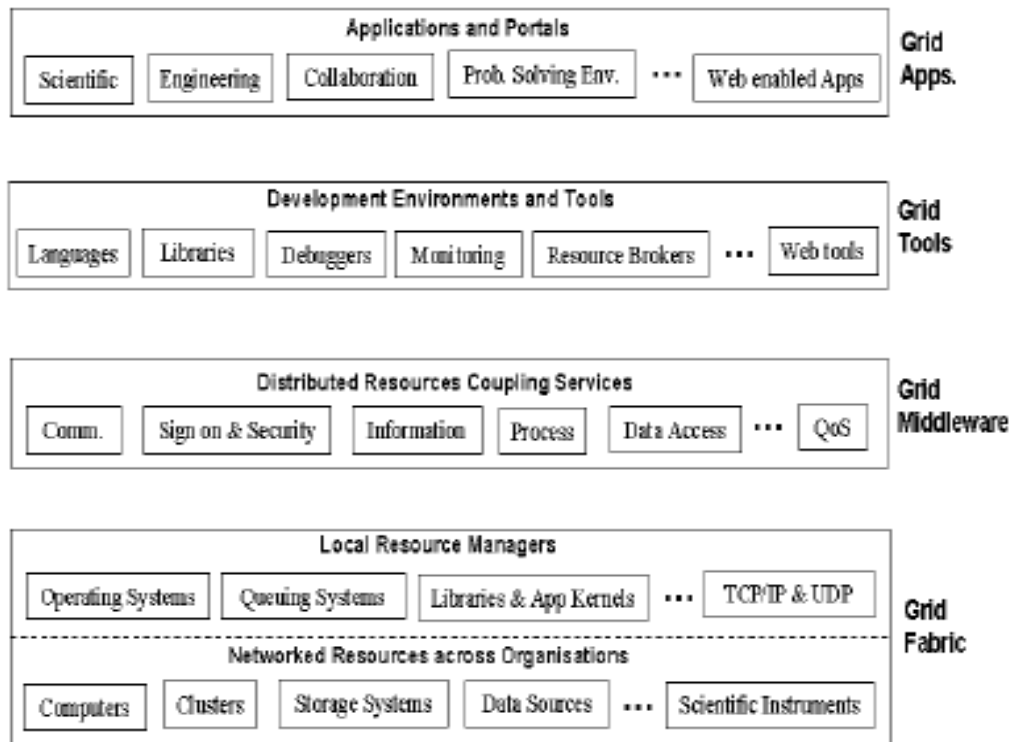 Applications and Portals
Scientific Engineering Collaboration Prob. Solving Env. ... Web enabled Apps
Grid
Apps.
Development Environments and Tools
Languages Libraries Debuggers Monitoring Resource Brokers ... Web tools
Grid
Tools
Distributed Resources Coupling Services
Comm. Sign on & Security Information Process Data Access ... QoS
Grid
Middleware
Local Resource Managers
Operating Systems Queuing Systems Libraries & App Kernels ... TCP/IP & UDP
Networked Resources across Organisations
Computers Clusters Storage Systems Data Sources ... Scientific Instruments
Grid
Fabric